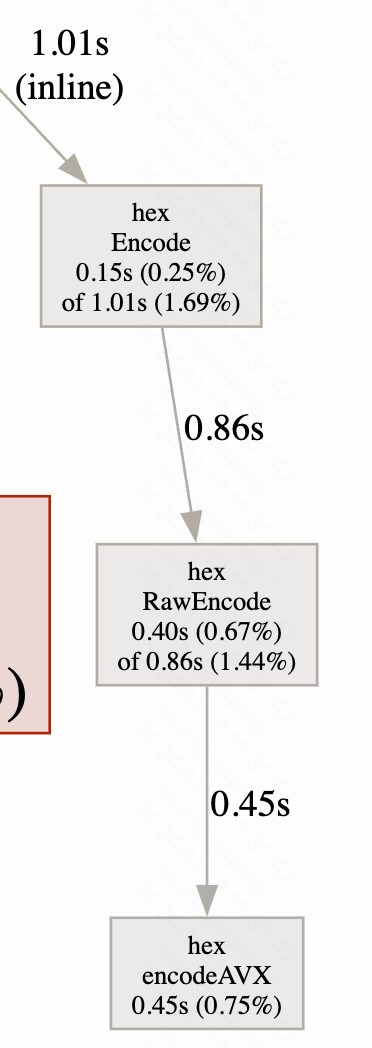 1.01s
(inline)
hex
Encode
0.15s (0.25%)
of 1.01s (1.69%)
0.86s
hex
RawEncode
0.40s (0.67%)
of 0.86s (1.44%)
)
0.45s
hex
encodeAVX
0.45s (0.75%)